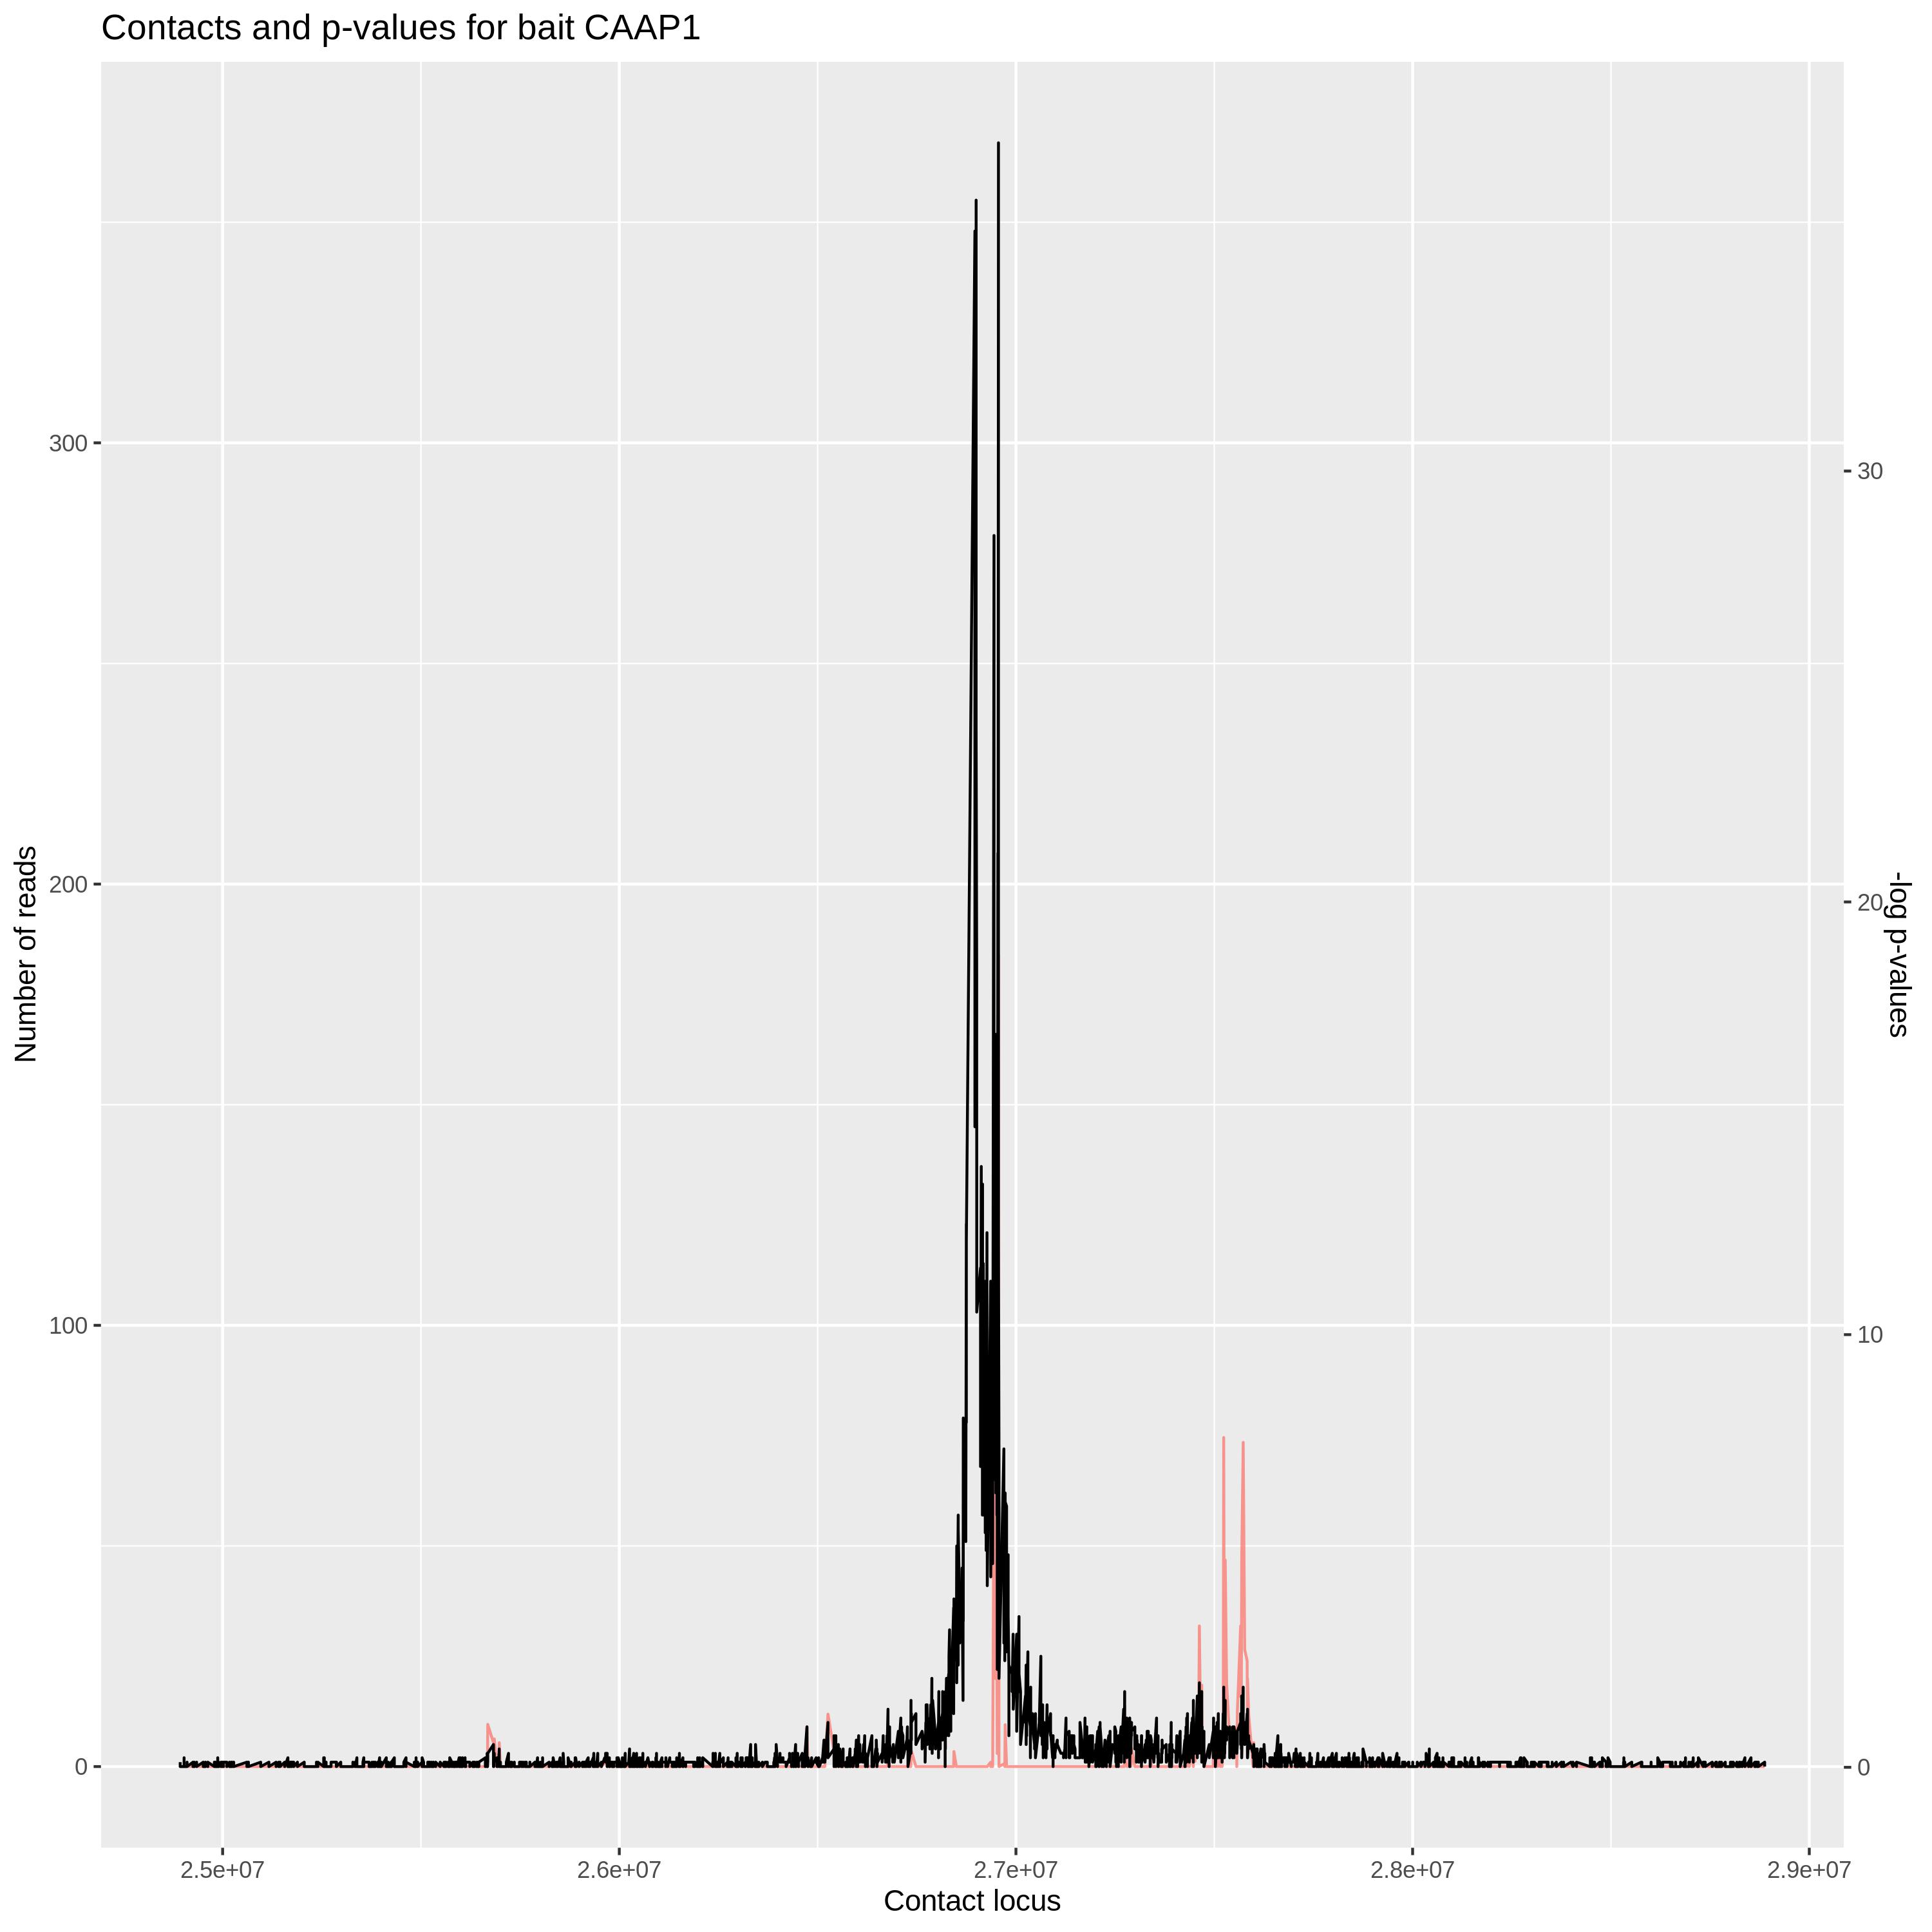 Contacts and p-values for bait CAAP1
Number of reads
300
200
100
0
30
20
10
0
-log p-values
2.5e+07 2.6e+07 2.7e+07 2.8e+07 2.9e+07
Contact locus